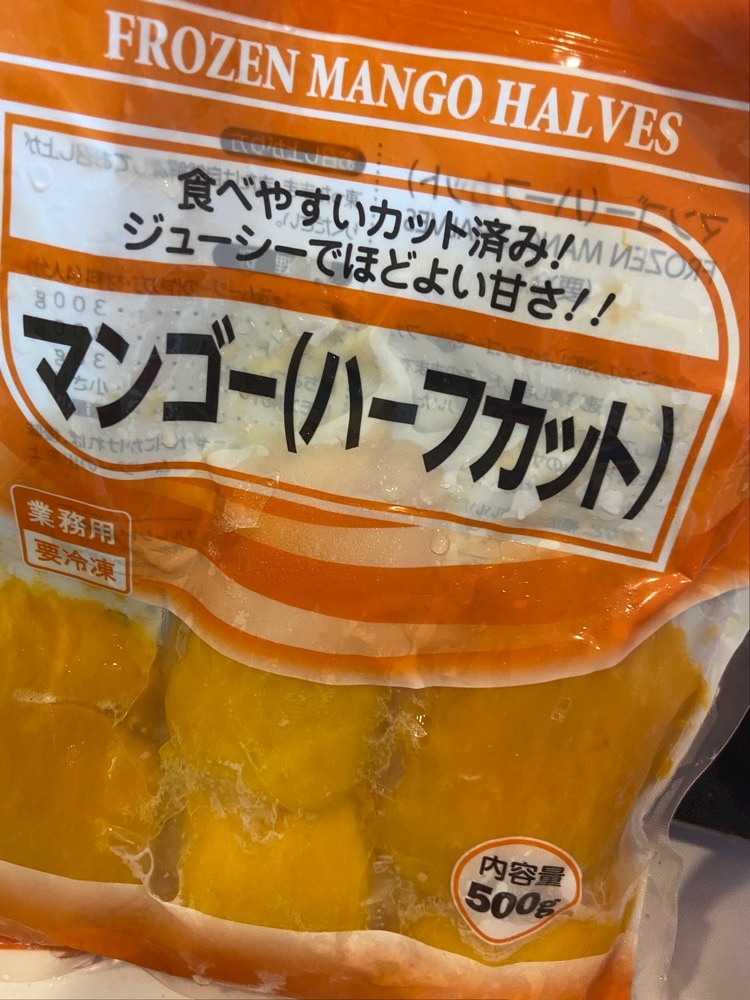 FROZEN MANGO HALVES
食べやすいカット済み!
ジューシーでほどよい甘さ!!
マンゴー(ハーフカット)
業務用
要冷凍
内容量
500g